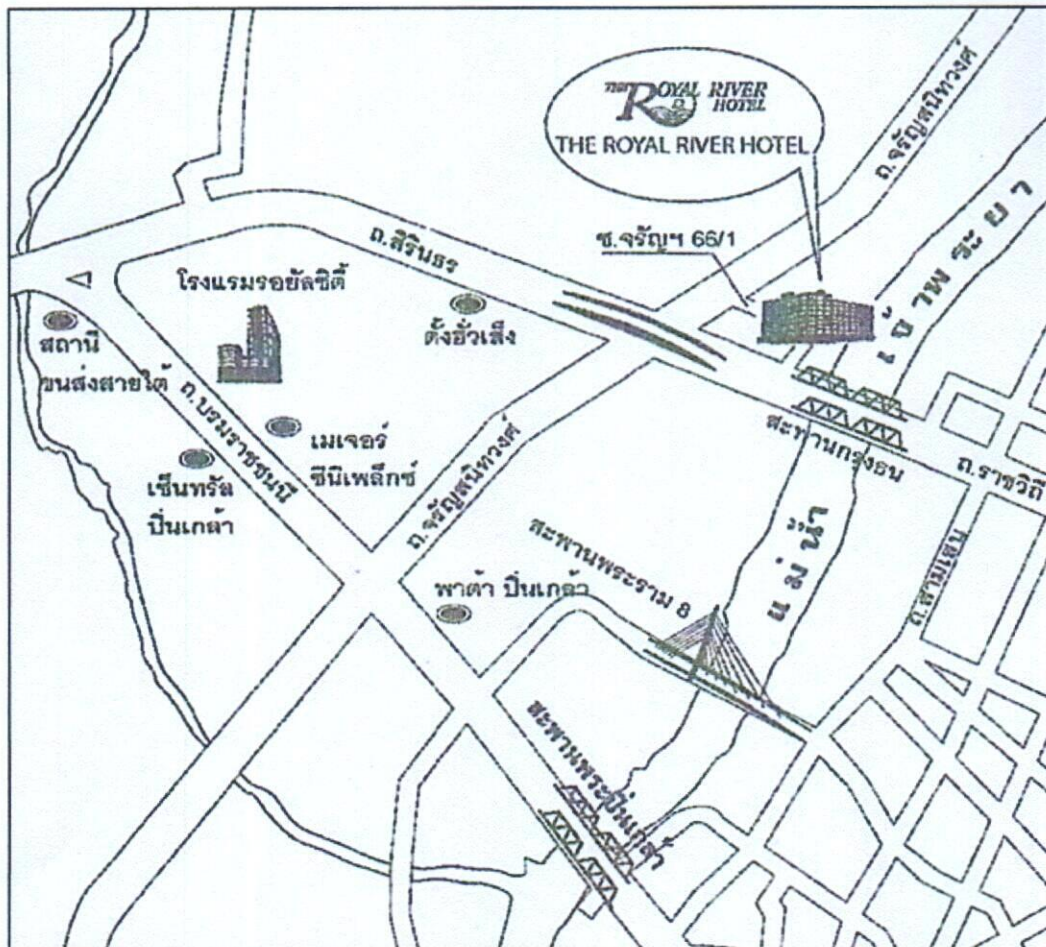 THE ROYAL RIVER
HOTEL
THE ROYAL RIVER HOTEL
ถ.จรัญสนิทวงศ์
ซ.จรัญฯ 66/1
เจ้าพระยา
ถ.สิรินธร
โรงแรมรอยัลซิตี้
ตั้งฮั่วเส็ง
สถานี
ขนส่งสายใต้
ถ.บรมราชชนนี
เมเจอร์
ซีนิเพล็กซ์
เซ็นทรัล
ปิ่นเกล้า
ถ.จรัญสนิทวงศ์
สะพานกรุงธน
ถ.ราชวิถี
แม่น้ำ
ถ.สามเสน
สะพานพระราม 8
พาต้า ปิ่นเกล้า
สะพานพระปิ่นเกล้า